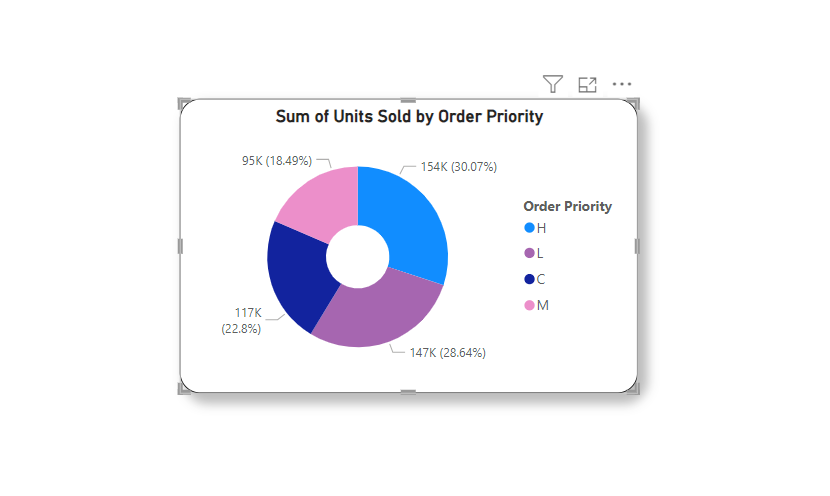 Sum of Units Sold by Order Priority
95K (18.49%)
154K (30.07%)
117K
(22.8%)
147K (28.64%)
Order Priority
H
L
C
M